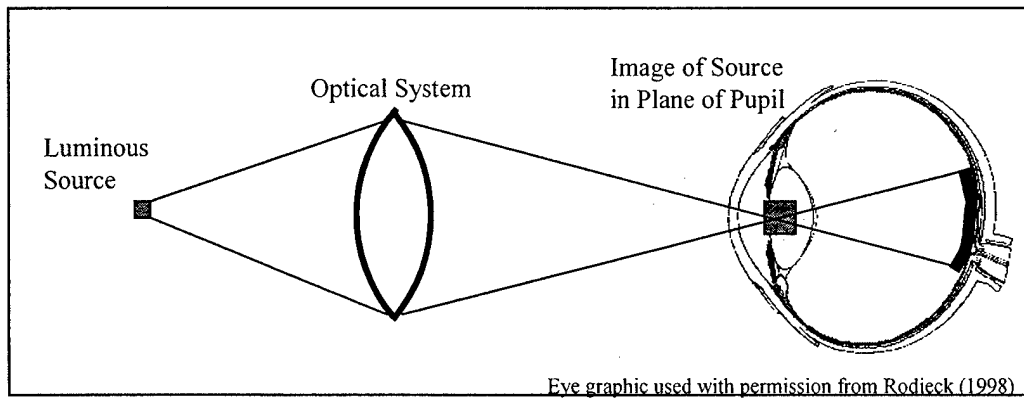 Luminous
Source
Optical System
Image of Source
in Plane of Pupil
Eye graphic used with permission from Rodieck (1998)